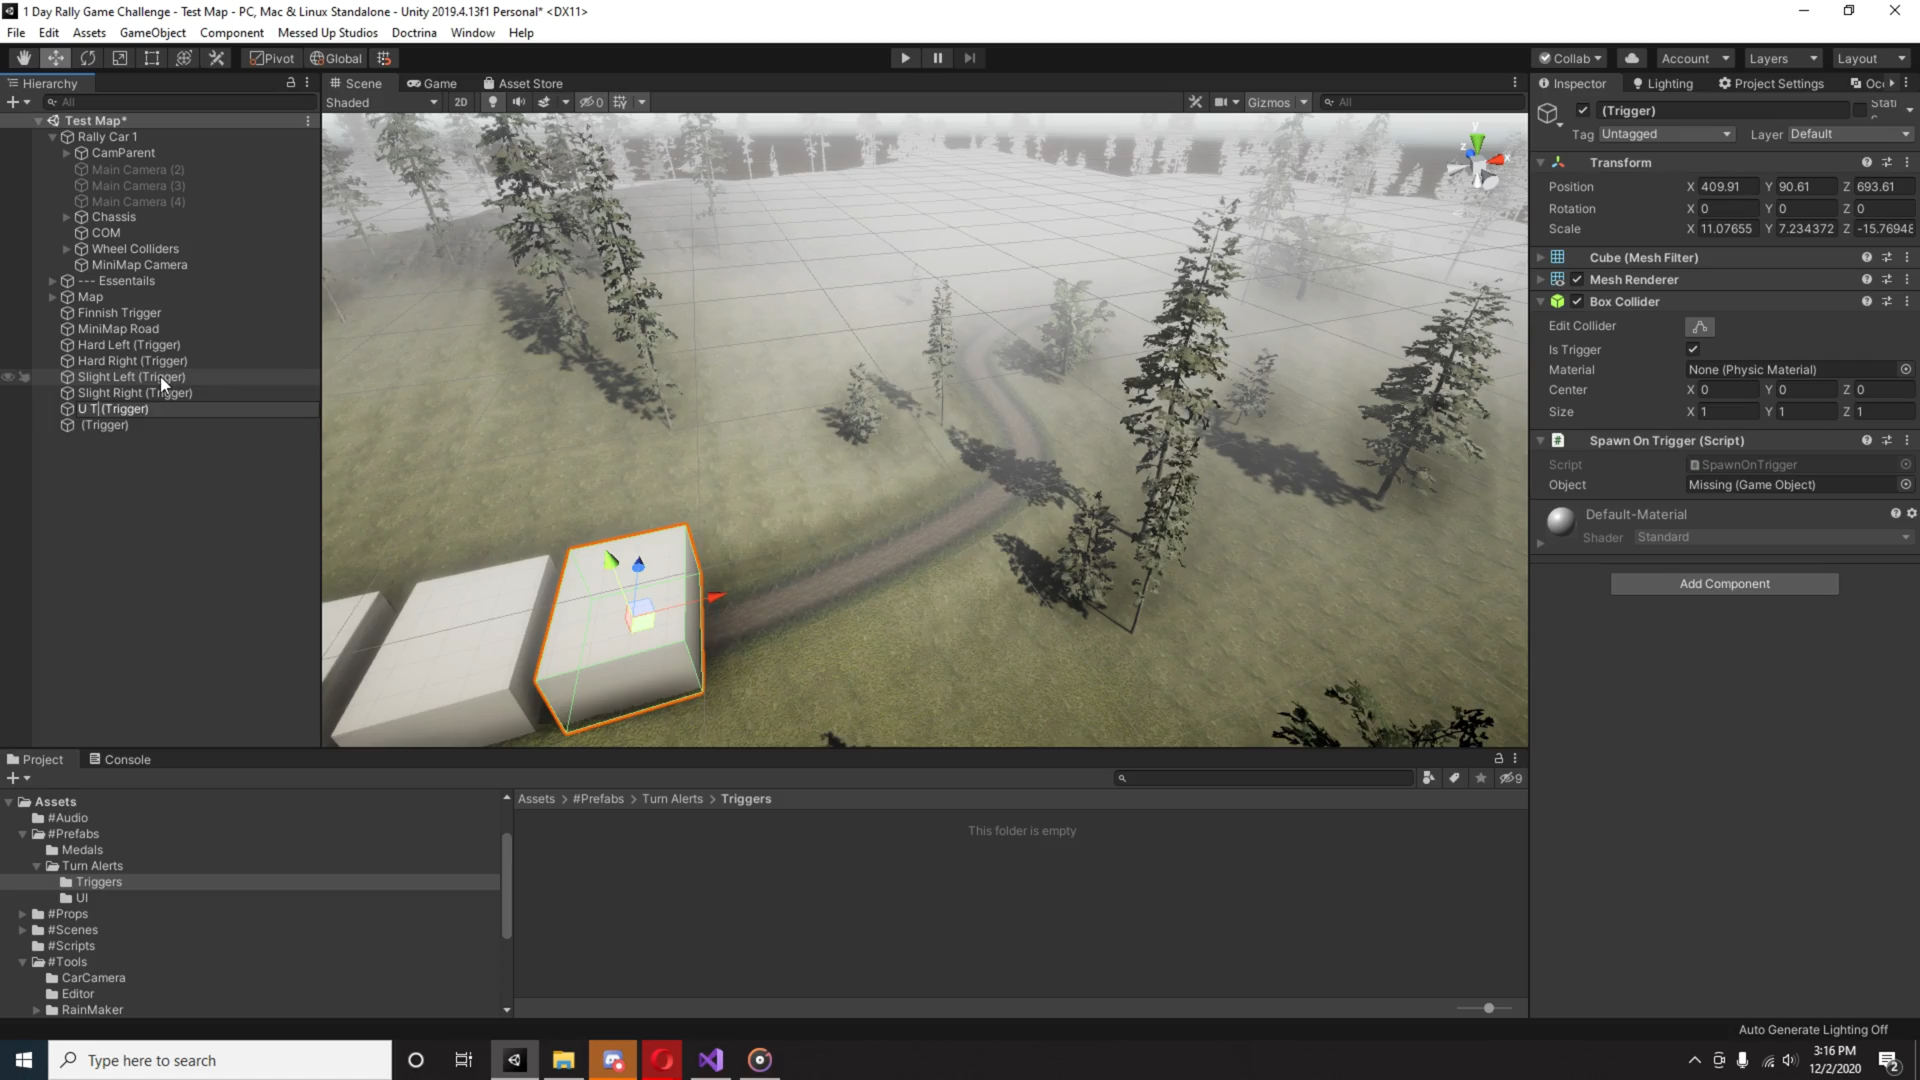 1 Day Rally Game Challenge - Test Map - PC, Mac & Linux Standalone - Unity 2019.4.13f1 Personal* <DX11>
File Edit Assets GameObject Component Messed Up Studios Doctrina Window Help
Pivot Global Collab Account Layers Layout
Hierarchy
All
Test Map*
Rally Car 1
CamParent
Main Camera (2)
Main Camera (3)
Main Camera (4)
Chassis
COM
Wheel Colliders
MiniMap Camera
--- Essentails
Map
Finnish Trigger
MiniMap Road
Hard Left (Trigger)
Hard Right (Trigger)
Slight Left (Trigger)
Slight Right (Trigger)
U T (Trigger)
(Trigger)
Scene Game Asset Store
Shaded 2D 0 Gizmos All
y
z x
Inspector Lighting Project Settings Occ
(Trigger) Stati c
Tag Untagged Layer Default
Transform
Position X 409.91 Y 90.61 Z 693.61
Rotation X 0 Y 0 Z 0
Scale X 11.07655 Y 7.234372 Z -15.76948
Cube (Mesh Filter)
Mesh Renderer
Box Collider
Edit Collider
Is Trigger
Material None (Physic Material)
Center X 0 Y 0 Z 0
Size X 1 Y 1 Z 1
Spawn On Trigger (Script)
Script SpawnOnTrigger
Object Missing (Game Object)
Default-Material
Shader Standard
Add Component
Project Console
9
Assets
#Audio
#Prefabs
Medals
Turn Alerts
Triggers
UI
#Props
#Scenes
#Scripts
#Tools
CarCamera
Editor
RainMaker
Assets > #Prefabs > Turn Alerts > Triggers
This folder is empty
Auto Generate Lighting Off
Type here to search
3:16 PM
12/2/2020
2